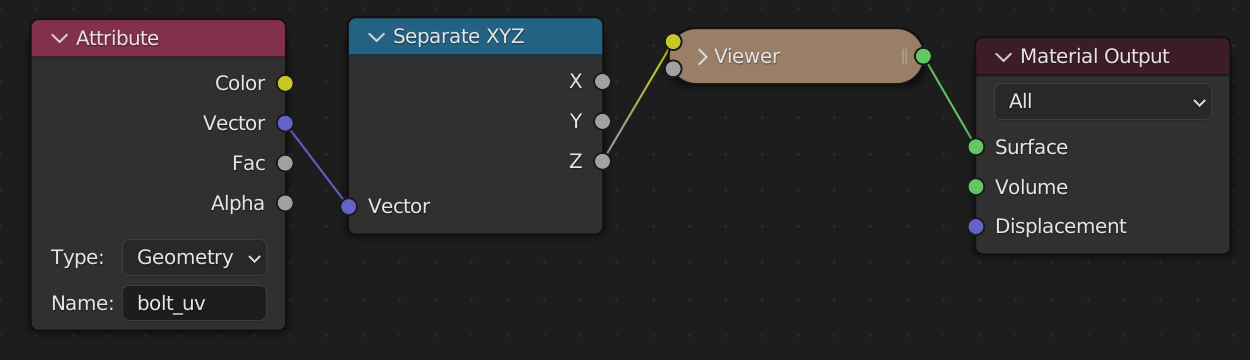 Attribute
Color
Vector
Fac
Alpha
Type: Geometry
Name: bolt_uv
Separate XYZ
X
Y
Z
Vector
Viewer
Material Output
All
Surface
Volume
Displacement